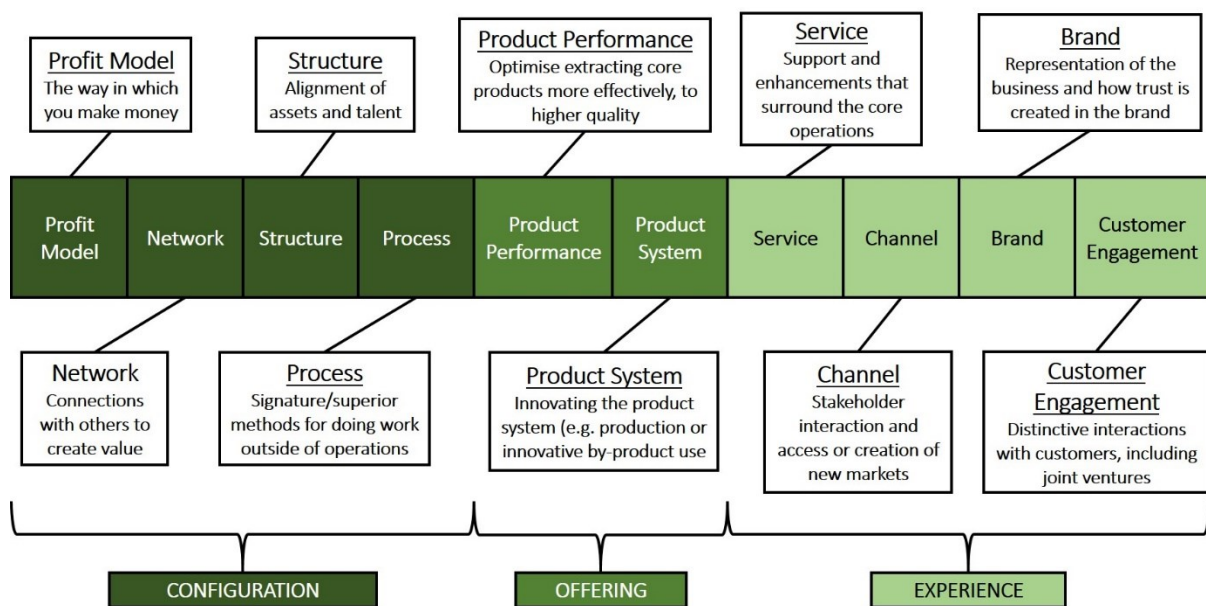 Profit Model
The way in which
you make money
Structure
Alignment of
assets and talent
Product Performance
Optimise extracting core
products more effectively, to
higher quality
Service
Support and
enhancements that
surround the core
operations
Brand
Representation of the
business and how trust is
created in the brand
Profit
Model
Network
Structure
Process
Product
Performance
Product
System
Service
Channel
Brand
Customer
Engagement
Network
Connections
with others to
create value
Process
Signature/superior
methods for doing work
outside of operations
Product System
Innovating the product
system (e.g. production or
innovative by-product use
Channel
Stakeholder
interaction and
access or creation of
new markets
Customer
Engagement
Distinctive interactions
with customers, including
joint ventures
CONFIGURATION
OFFERING
EXPERIENCE